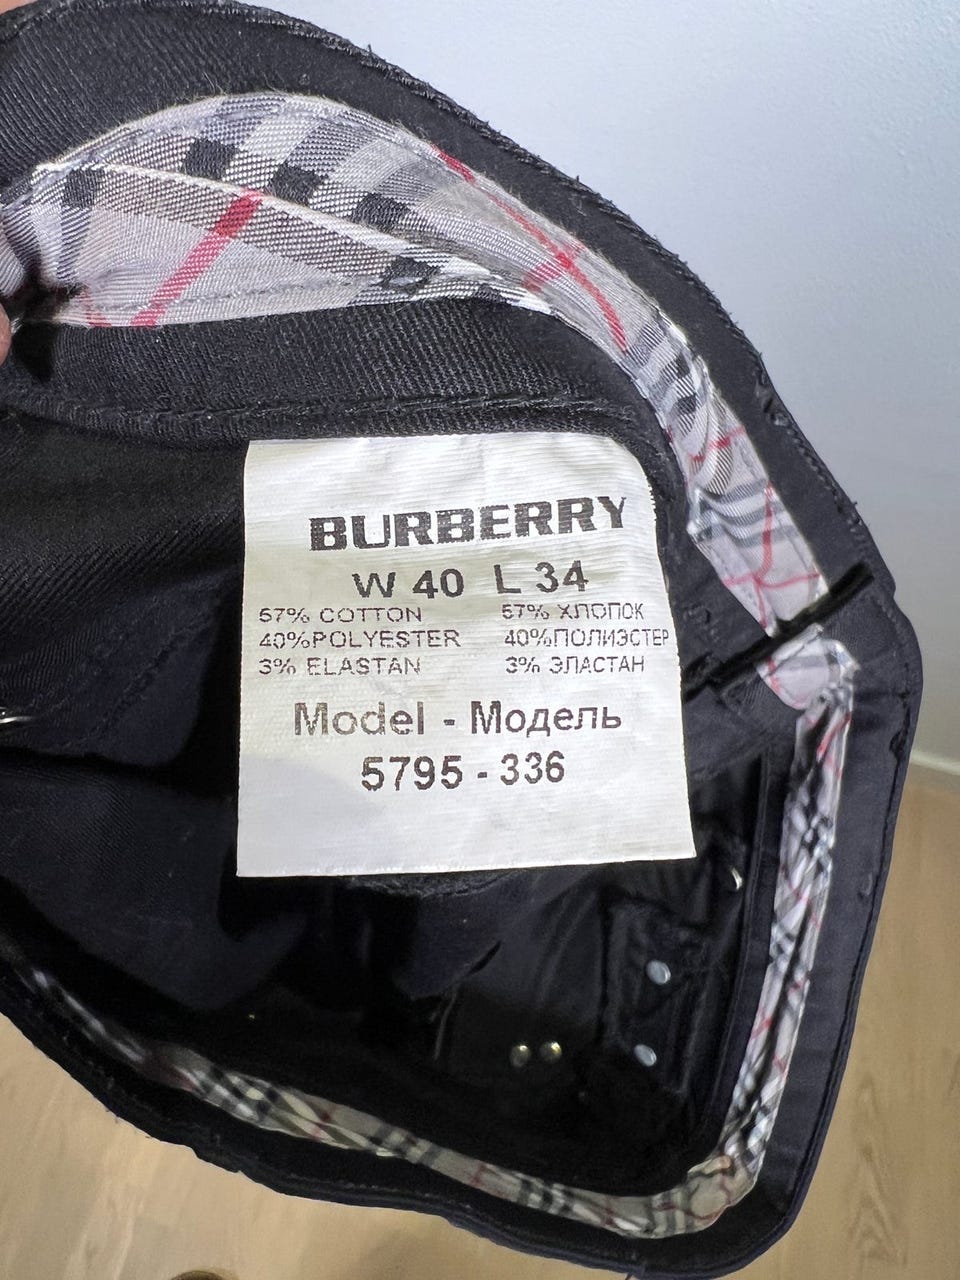 BURBERRY
W 40 L 34
57% COTTON 57% ХЛОПОК
40%POLYESTER 40%ПОЛИЭСТЕР
3% ELASTAN 3% ЭЛАСТАН
Model - Модель
5795 - 336